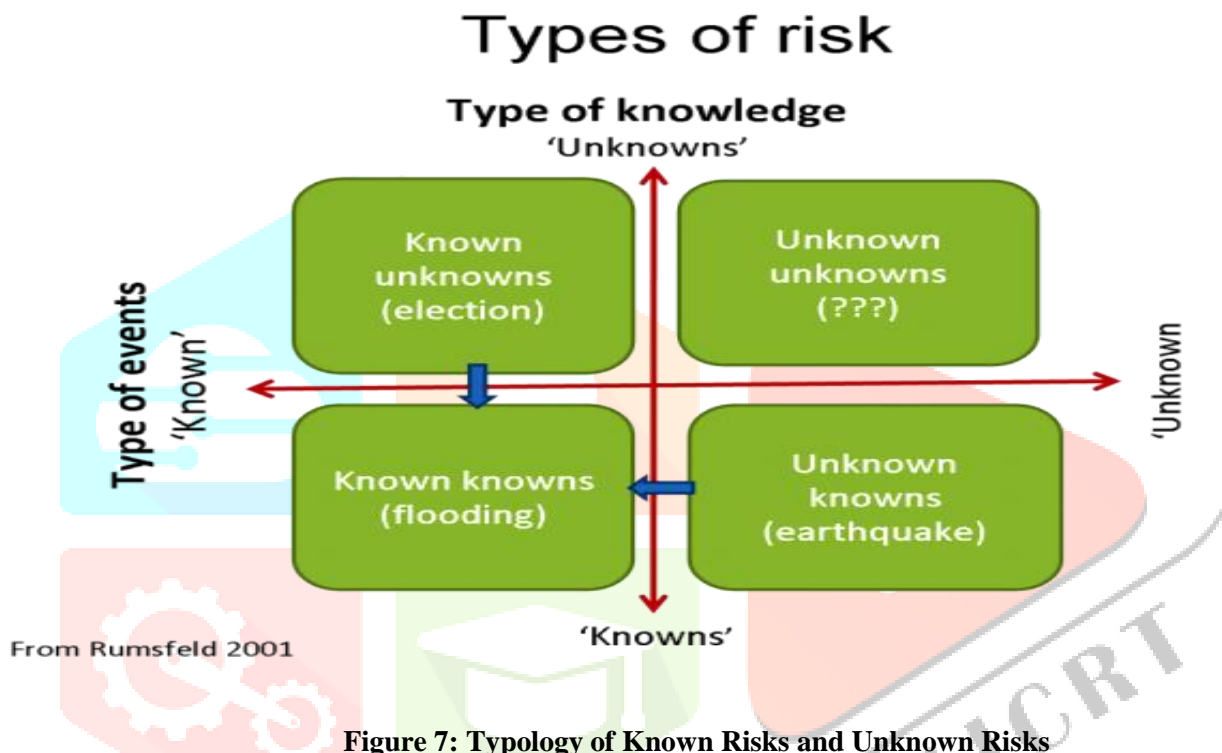 Types of risk
Type of knowledge
‘Unknowns’
Known
unknowns
(election)
Unknown
unknowns
(???)
Type of events
‘Known’
‘Unknown
Known knowns
(flooding)
Unknown
knowns
(earthquake)
‘Knowns’
From Rumsfeld 2001
IJCRT
Figure 7: Typology of Known Risks and Unknown Risks